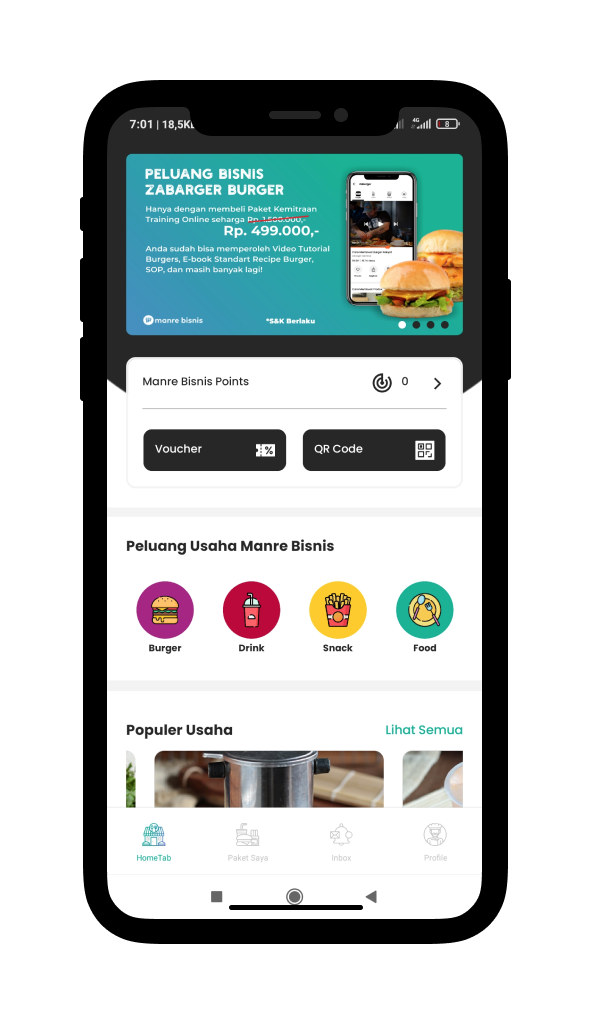 7:01 | 18,5K
4G
8
PELUANG BISNIS
ZABARGER BURGER
Hanya dengan membeli Paket Kemitraan
Training Online seharga Rp. 1.500.000,-
Rp. 499.000,-
Anda sudah bisa memperoleh Video Tutorial
Burgers, E-book Standart Recipe Burger,
SOP, dan masih banyak lagi!
manre bisnis
*S&K Berlaku
Manre Bisnis Points
0
Voucher
QR Code
Peluang Usaha Manre Bisnis
Burger
Drink
Snack
Food
Populer Usaha
Lihat Semua
HomeTab
Paket Saya
Inbox
Profile